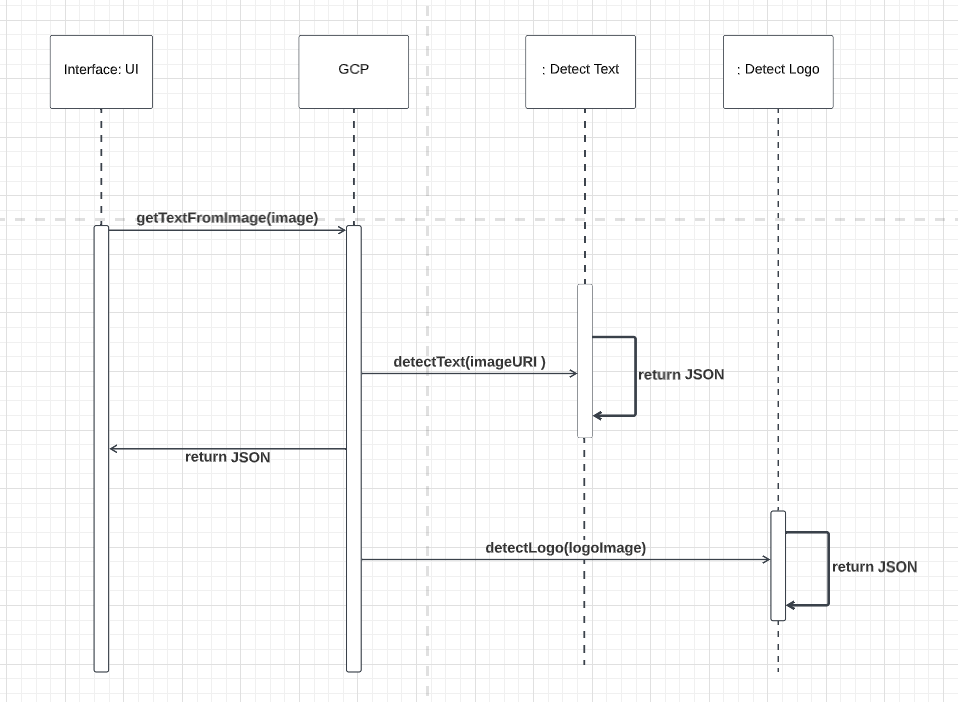 Interface: UI
GCP
: Detect Text
: Detect Logo
getTextFromImage(image)
detectText(imageURI )
return JSON
return JSON
detectLogo(logoImage)
return JSON